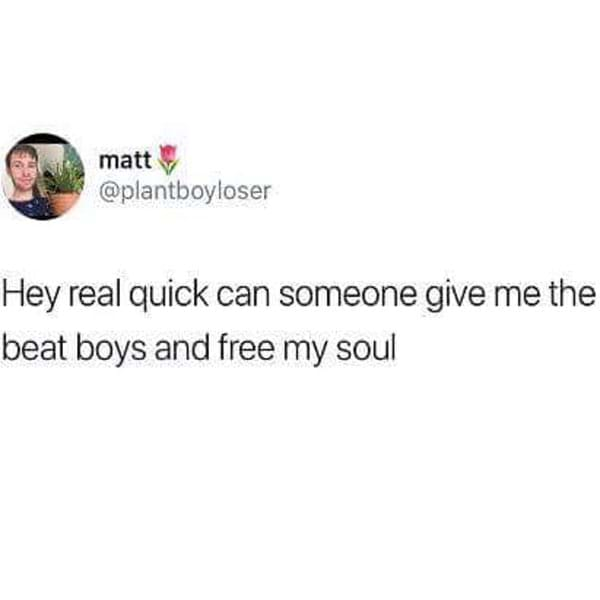 matt🌷
@plantboyloser
Hey real quick can someone give me the
beat boys and free my soul